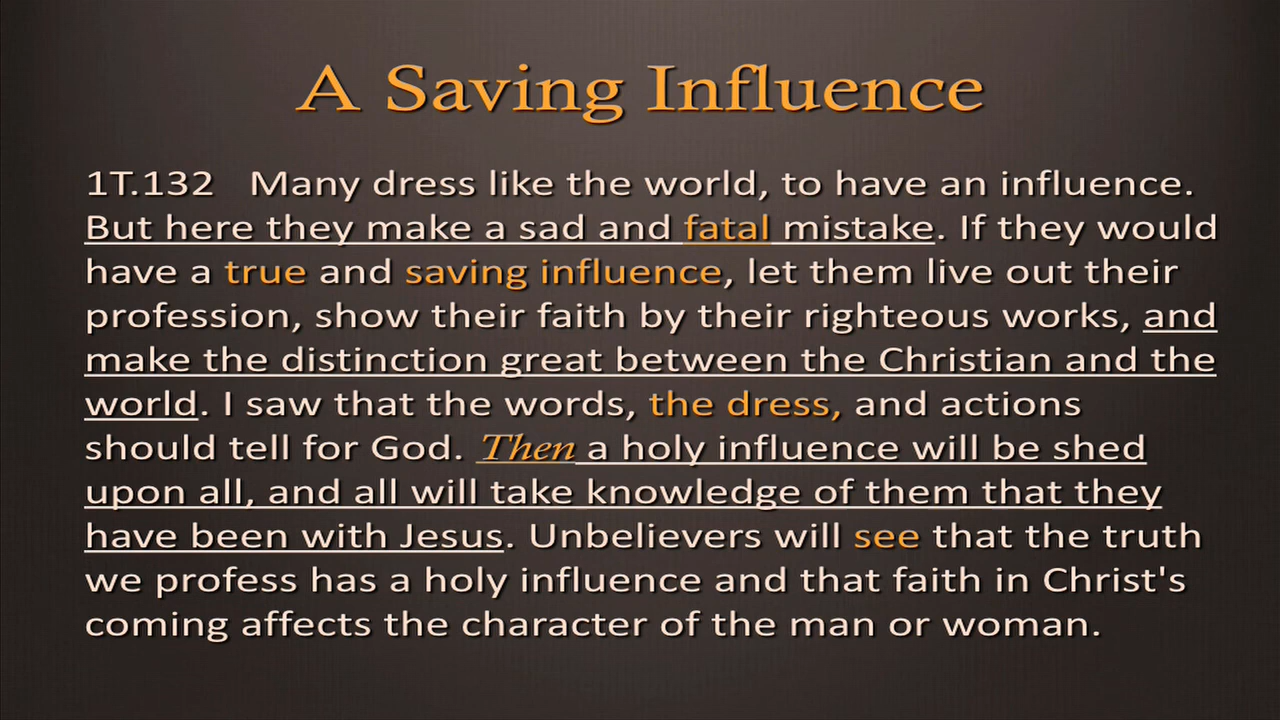 A Saving Influence
1T.132 Many dress like the world, to have an influence.
But here they make a sad and fatal mistake. If they would
have a true and saving influence, let them live out their
profession, show their faith by their righteous works, and
make the distinction great between the Christian and the
world. I saw that the words, the dress, and actions
should tell for God. Then a holy influence will be shed
upon all, and all will take knowledge of them that they
have been with Jesus. Unbelievers will see that the truth
we profess has a holy influence and that faith in Christ's
coming affects the character of the man or woman.